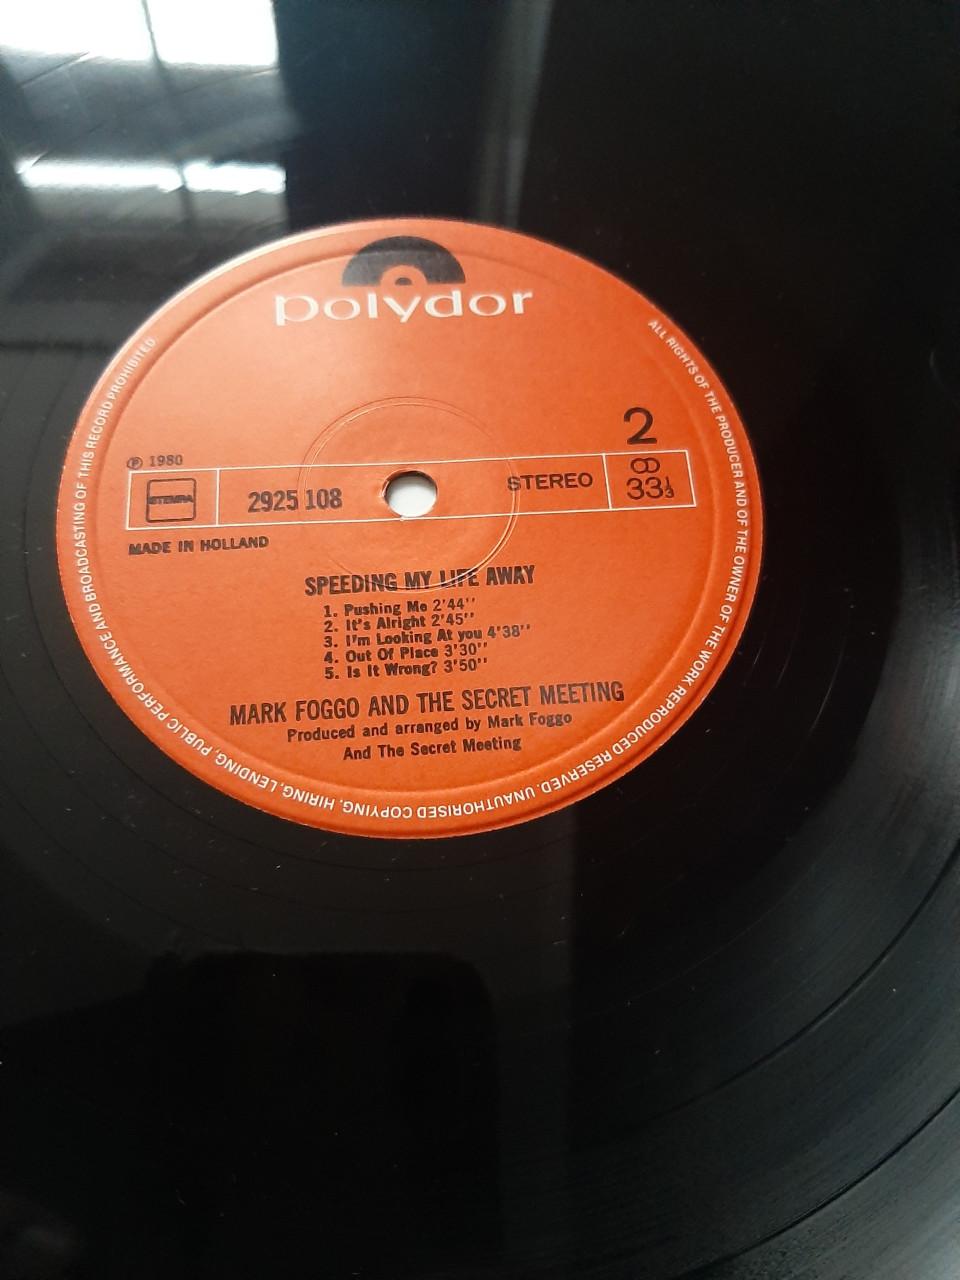 polydor
2
℗ 1980
STEMRA
2925 108
STEREO
33⅓
MADE IN HOLLAND
SPEEDING MY LIFE AWAY
1. Pushing Me 2'44''
2. It's Alright 2'45''
3. I'm Looking At you 4'38''
4. Out Of Place 3'30''
5. Is It Wrong? 3'50''
MARK FOGGO AND THE SECRET MEETING
Produced and arranged by Mark Foggo
And The Secret Meeting
ALL RIGHTS OF THE PRODUCER AND OF THE OWNER OF THE WORK REPRODUCED RESERVED. UNAUTHORISED COPYING, HIRING, LENDING, PUBLIC PERFORMANCE AND BROADCASTING OF THIS RECORD PROHIBITED